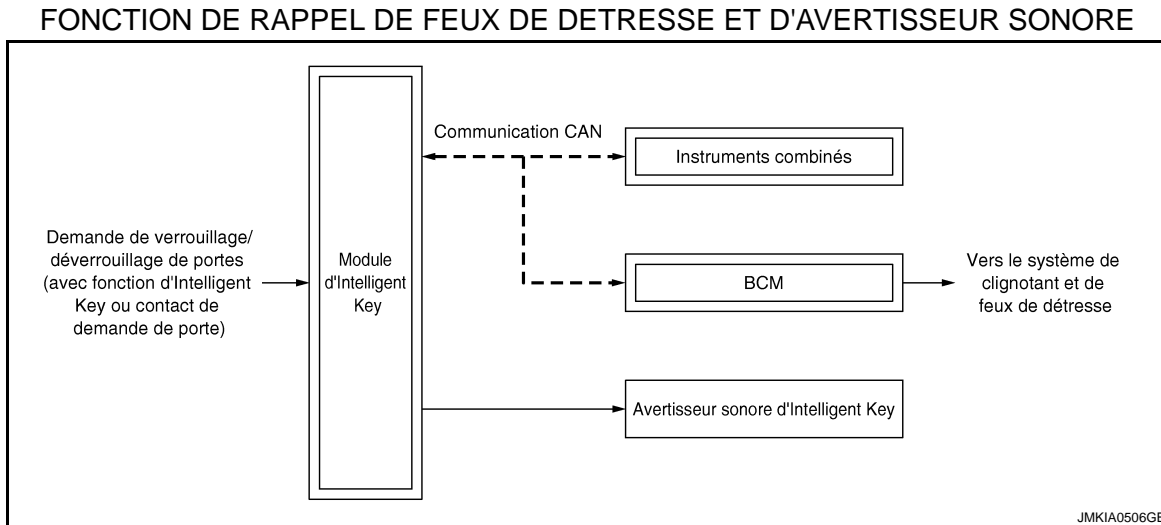 FONCTION DE RAPPEL DE FEUX DE DETRESSE ET D'AVERTISSEUR SONORE
Communication CAN
Instruments combinés
Demande de verrouillage/
déverrouillage de portes
(avec fonction d'Intelligent
Key ou contact de
demande de porte)
Module
d'Intelligent
Key
BCM
Vers le système de
clignotant et de
feux de détresse
Avertisseur sonore d'Intelligent Key
JMKIA0506GB